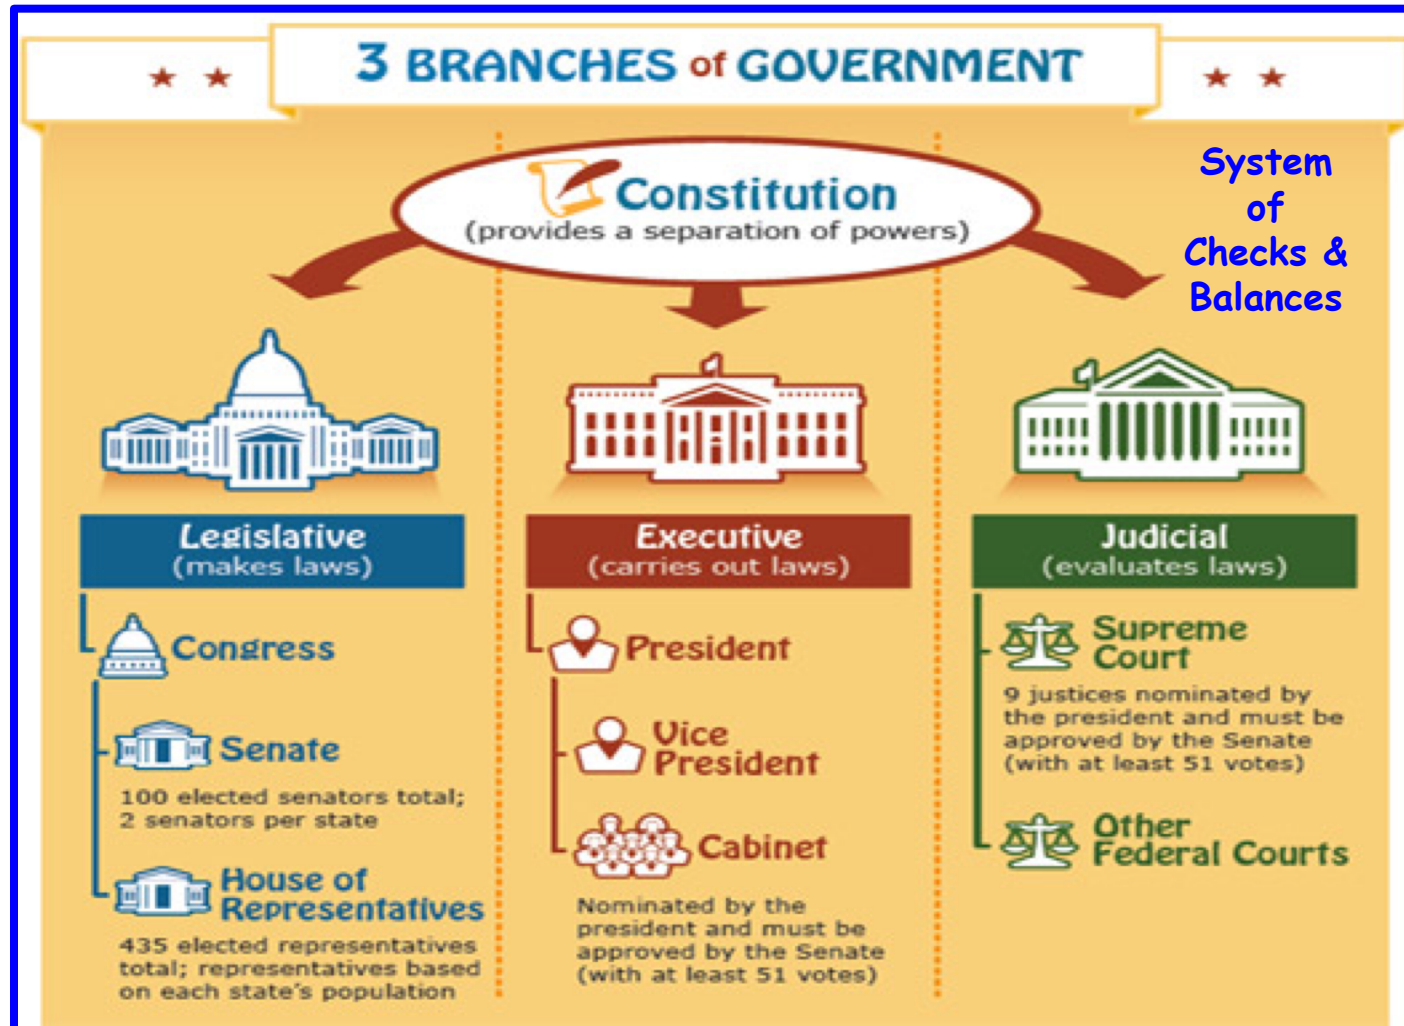 3 BRANCHES of GOVERNMENT
Constitution
(provides a separation of powers)
System
of
Checks &
Balances
Legislative
(makes laws)
Congress
Senate
100 elected senators total;
2 senators per state
House of
Representatives
435 elected representatives
total; representatives based
on each state's population
Executive
(carries out laws)
President
Vice
President
Cabinet
Nominated by the
president and must be
approved by the Senate
(with at least 51 votes)
Judicial
(evaluates laws)
Supreme
Court
9 justices nominated by
the president and must be
approved by the Senate
(with at least 51 votes)
Other
Federal Courts